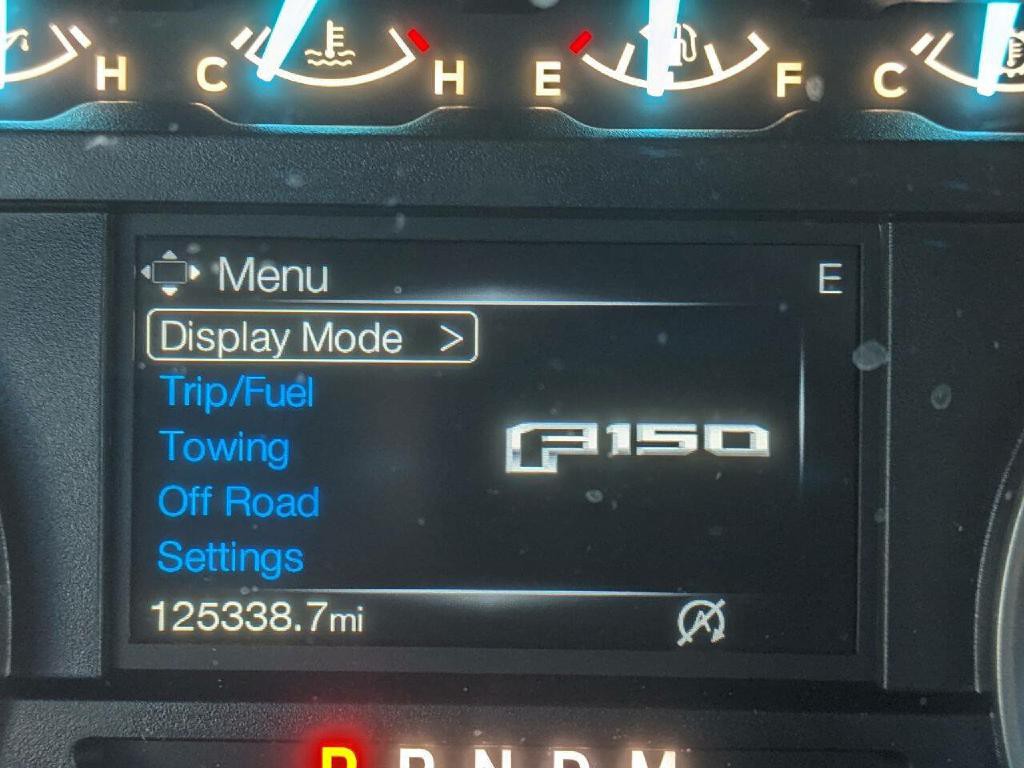 H C H E F C
Menu E
Display Mode >
Trip/Fuel
Towing
F150
Off Road
Settings
125338.7mi
P R N D M